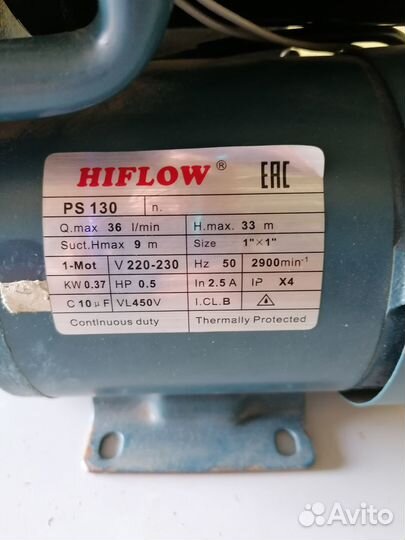 HIFLOW ® EAC
PS 130 n.
Q.max 36 l/min H.max. 33 m
Suct.Hmax 9 m Size 1"×1"
1-Mot V 220-230 Hz 50 2900min⁻¹
KW 0.37 HP 0.5 In 2.5 A IP X4
C 10 μF VL450V I.CL.B
Continuous duty Thermally Protected
Avito